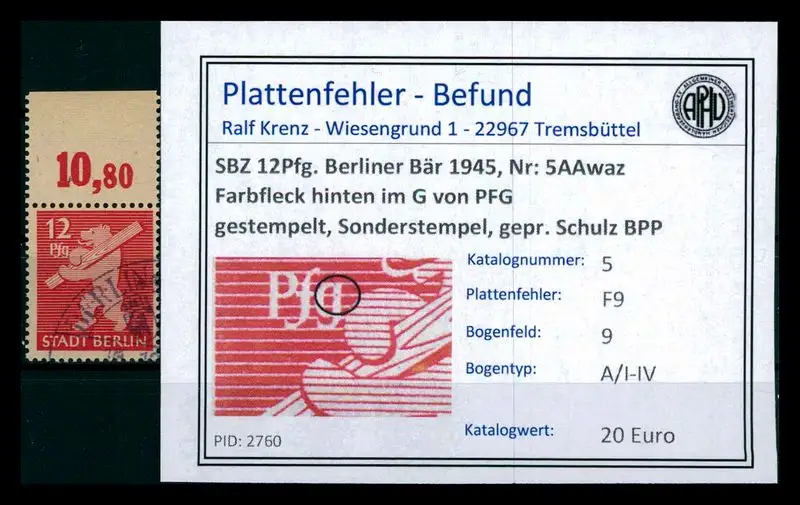 10,80
12
Pfg
STADT BERLIN
Plattenfehler - Befund
Ralf Krenz - Wiesengrund 1 - 22967 Tremsbüttel
APHV
SBZ 12Pfg. Berliner Bär 1945, Nr: 5AAwaz
Farbfleck hinten im G von PFG
gestempelt, Sonderstempel, gepr. Schulz BPP
Pfg
Katalognummer: 5
Plattenfehler: F9
Bogenfeld: 9
Bogentyp: A/I-IV
Katalogwert: 20 Euro
PID: 2760